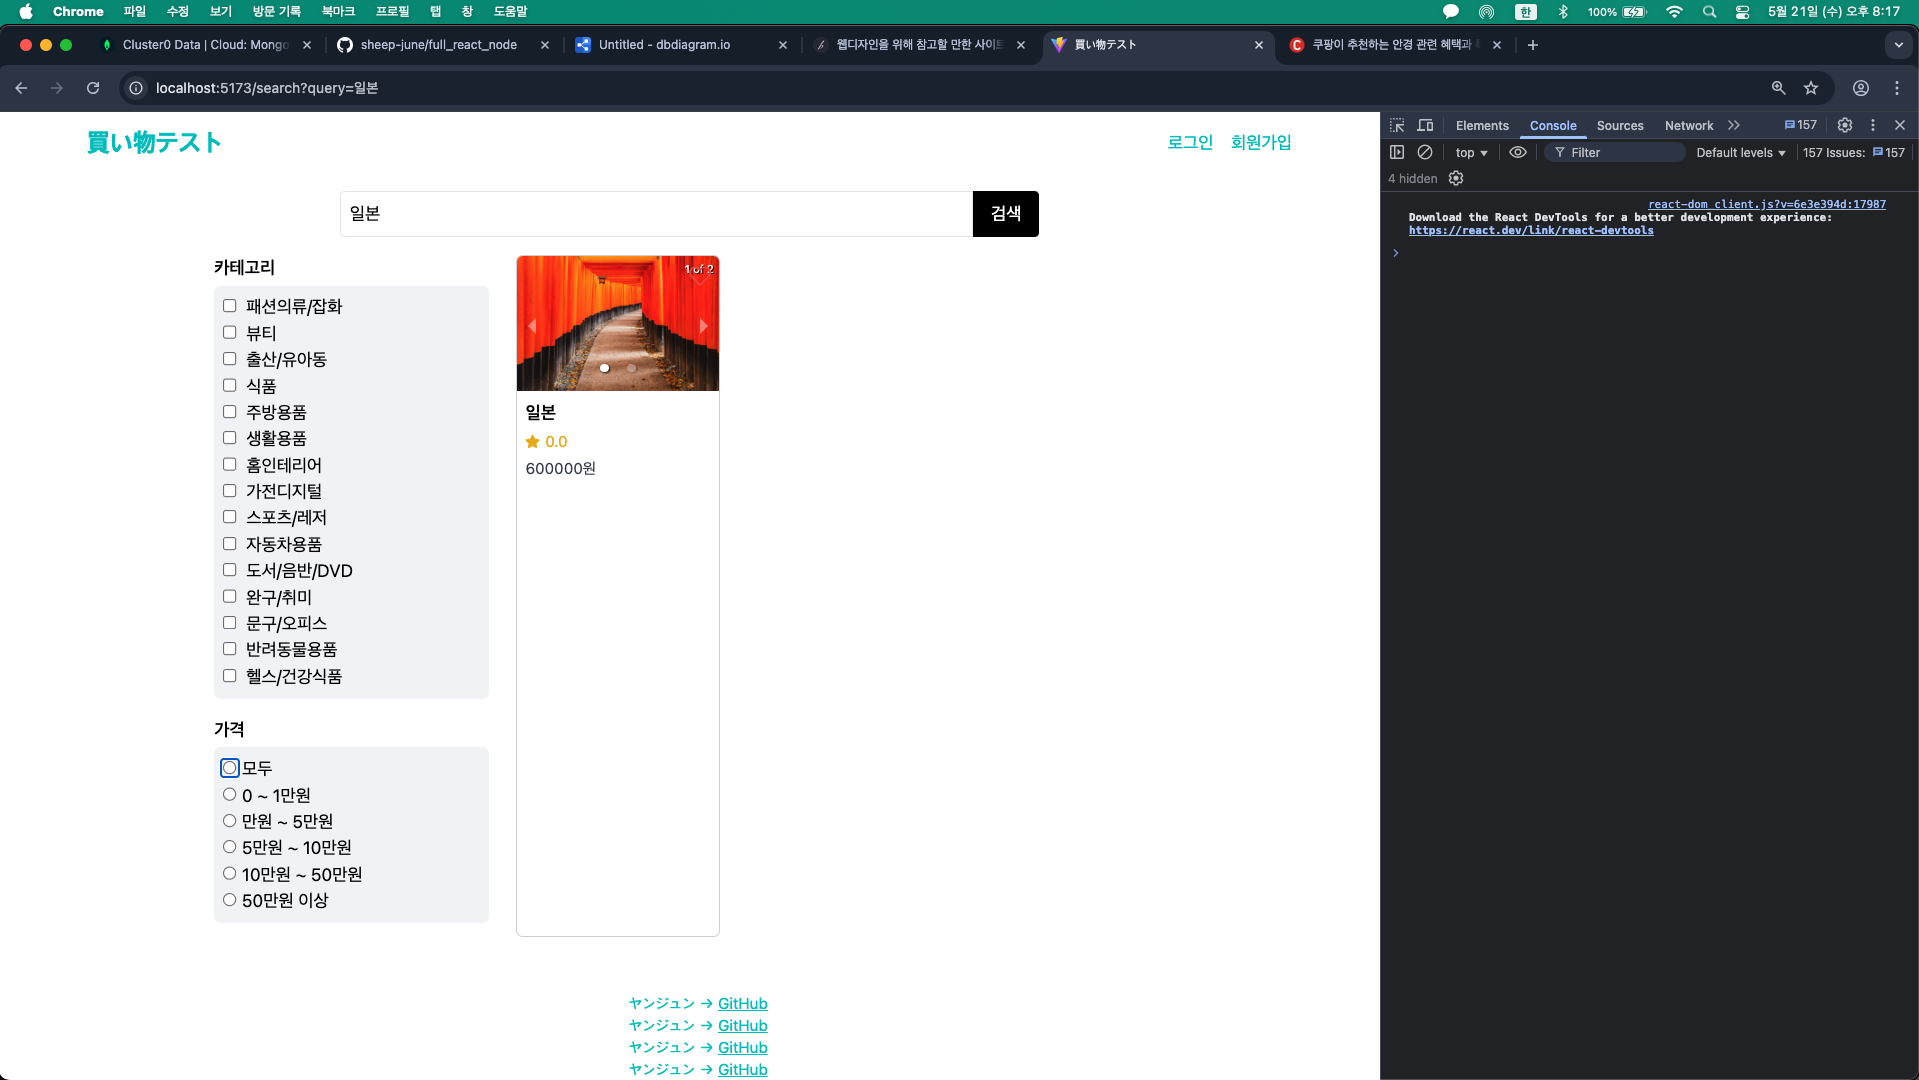 Chrome 파일 수정 보기 방문 기록 북마크 프로필 탭 창 도움말 한 100% 5월 21일 (수) 오후 8:17
Cluster0 Data | Cloud: Mongo sheep-june/full_react_node Untitled - dbdiagram.io 웹디자인을 위해 참고할 만한 사이트 買い物テスト 쿠팡이 추천하는 안경 관련 혜택과
localhost:5173/search?query=일본
買い物テスト 로그인 회원가입
일본 검색
카테고리
패션의류/잡화
뷰티
출산/유아동
식품
주방용품
생활용품
홈인테리어
가전디지털
스포츠/레저
자동차용품
도서/음반/DVD
완구/취미
문구/오피스
반려동물용품
헬스/건강식품
가격
모두
0 ~ 1만원
만원 ~ 5만원
5만원 ~ 10만원
10만원 ~ 50만원
50만원 이상
1 of 2
일본
0.0
600000원
ヤンジュン → GitHub
ヤンジュン → GitHub
ヤンジュン → GitHub
ヤンジュン → GitHub
Elements Console Sources Network 157
top Filter Default levels 157 Issues: 157
4 hidden
react-dom_client.js?v=6e3e394d:17987
Download the React DevTools for a better development experience:
https://react.dev/link/react-devtools